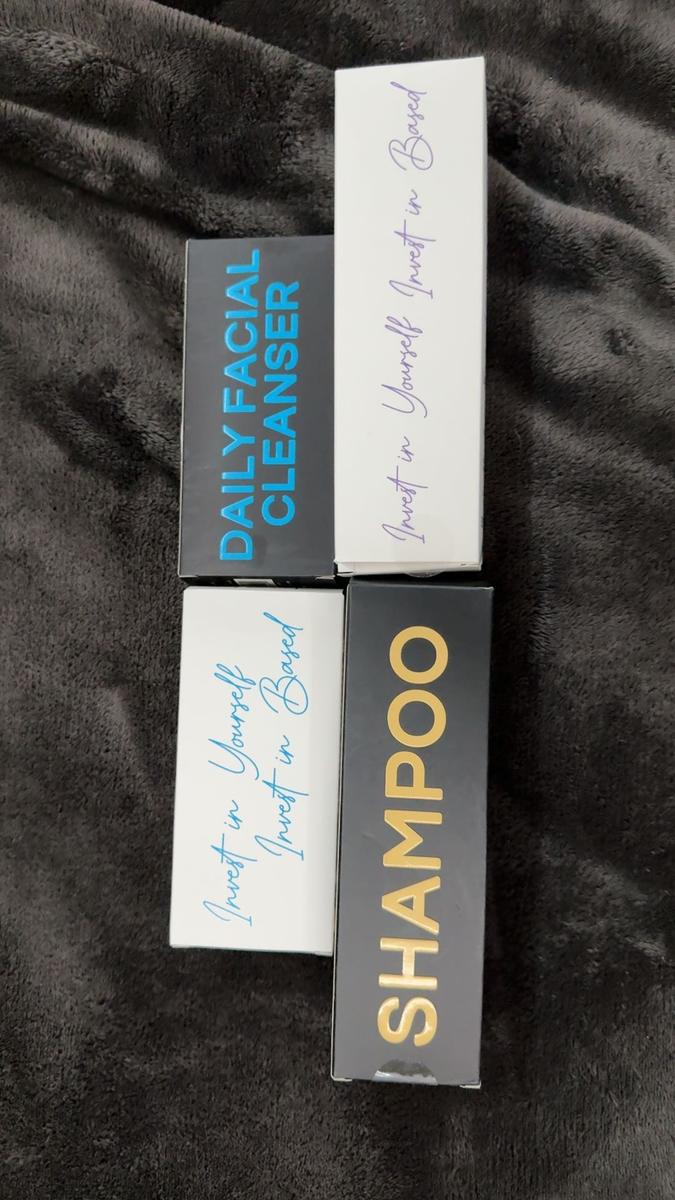 DAILY FACIAL
CLEANSER
Invest in Yourself Invest in Based
Invest in Yourself
Invest in Based
SHAMPOO